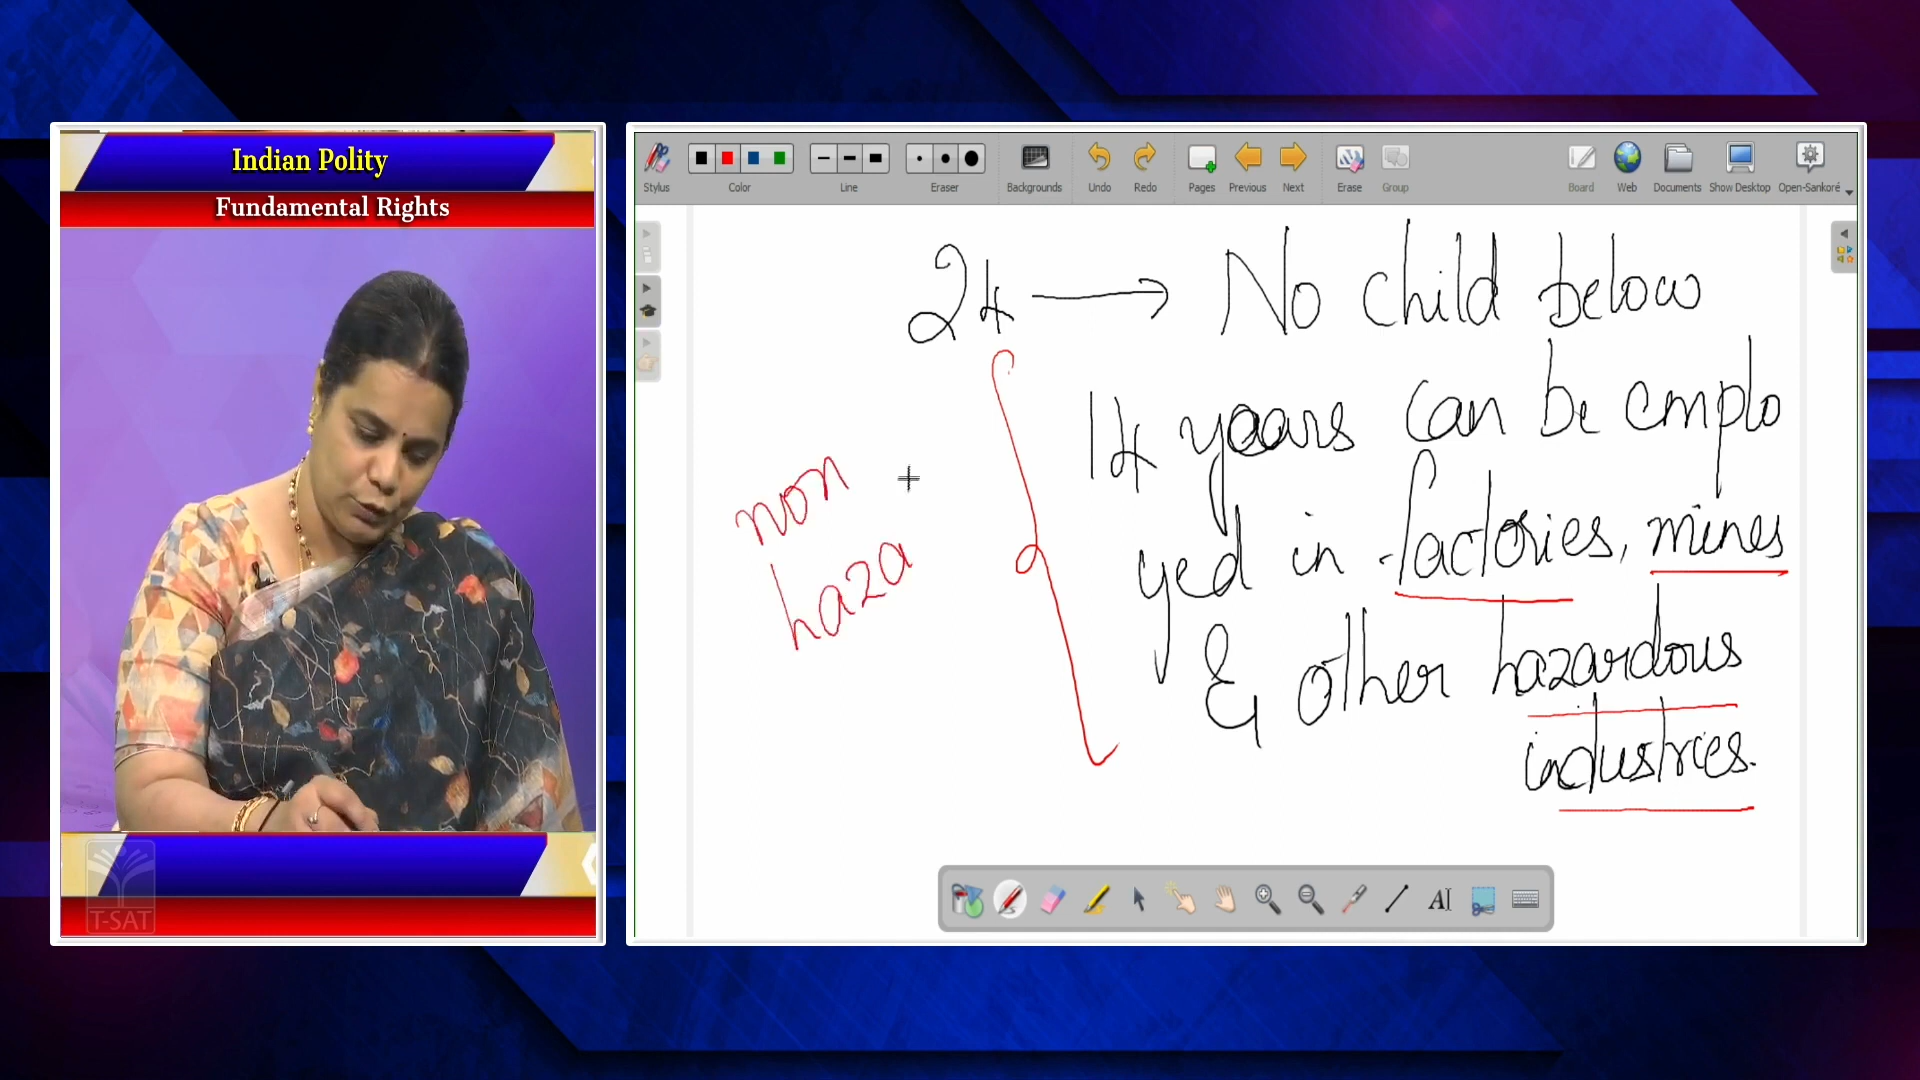 Indian Polity
Fundamental Rights
T-SAT
Stylus Color Line Eraser Backgrounds Undo Redo Pages Previous Next Erase Group Board Web Documents Show Desktop Open-Sankoré
24 → No child below
14 years can be emplo
yed in factories, mines
& other hazardous
industries.
non
haza